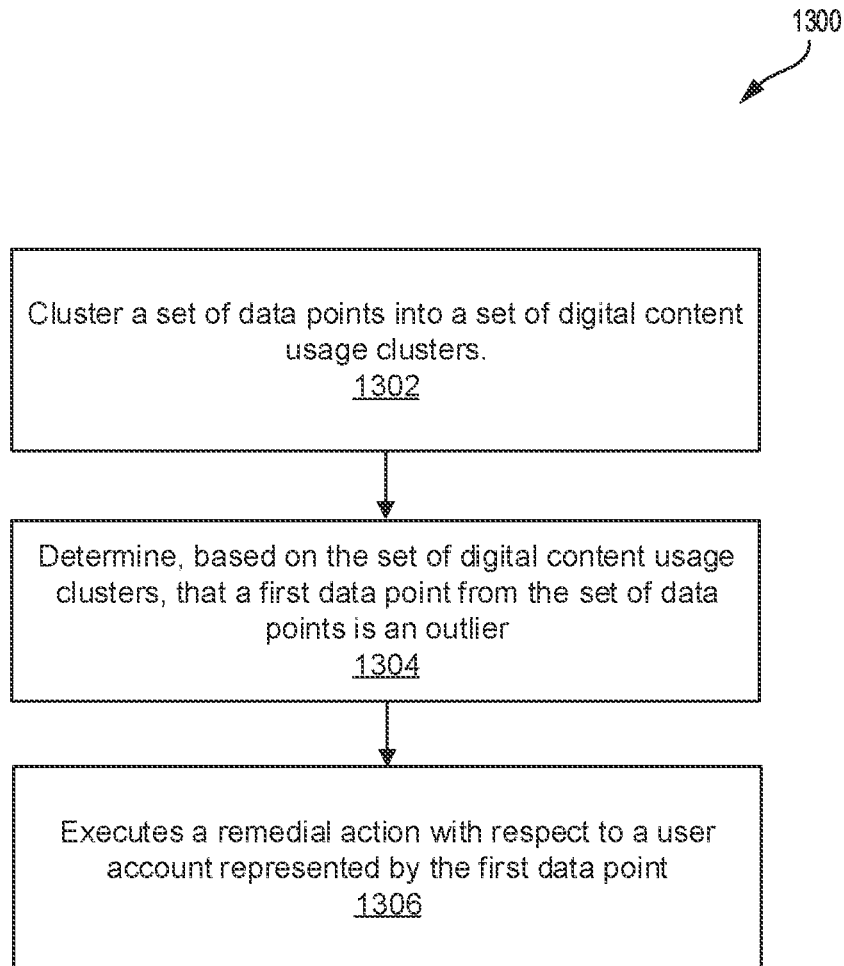 1300
Cluster a set of data points into a set of digital content
usage clusters.
1302
Determine, based on the set of digital content usage
clusters, that a first data point from the set of data
points is an outlier
1304
Executes a remedial action with respect to a user
account represented by the first data point
1306